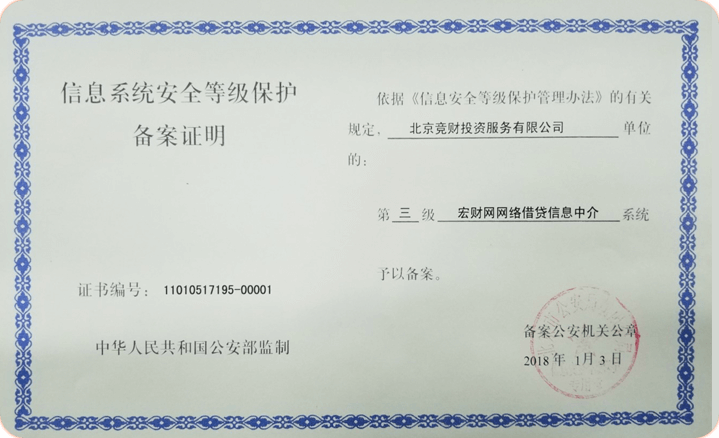 信息系统安全等级保护
备案证明
证书编号：11010517195-00001
中华人民共和国公安部监制
依据《信息安全等级保护管理办法》的有关
规定，北京竞财投资服务有限公司单位
的：
第三级宏财网网络借贷信息中介系统
予以备案。
备案公安机关公章
2018年1月3日